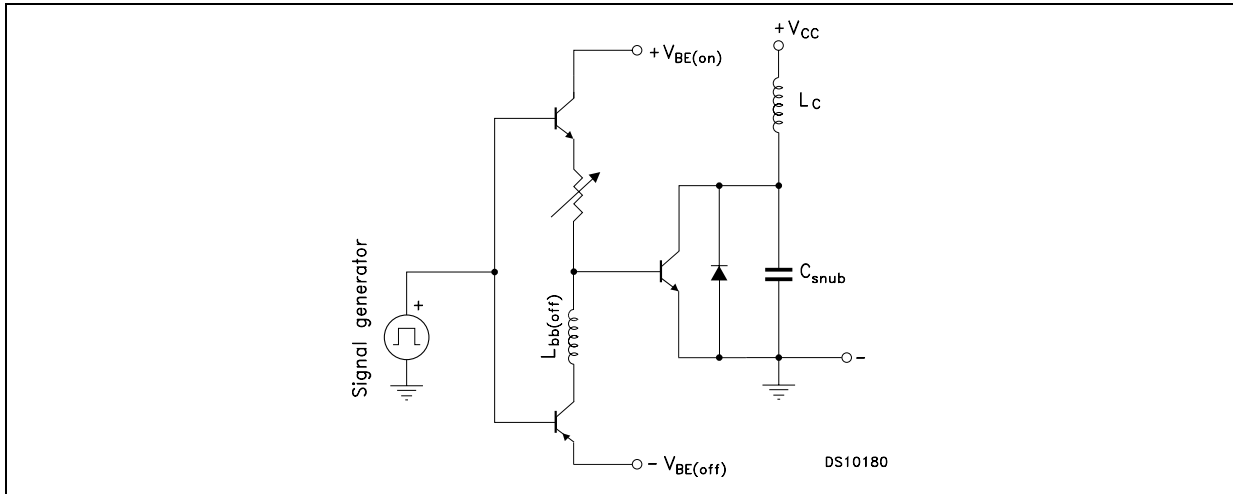 + VBE(on)
+ VCC
LC
Signal generator
+
Lbb(off)
Csnub
-
- VBE(off)
DS10180